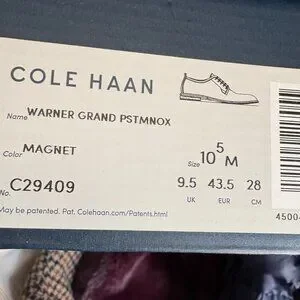 COLE HAAN
Name WARNER GRAND PSTMNOX
Color MAGNET
Size 10 5 M
No. C29409
9.5 43.5 28
UK EUR CM
May be patented. Pat. Colehaan.com/Patents.html
4500